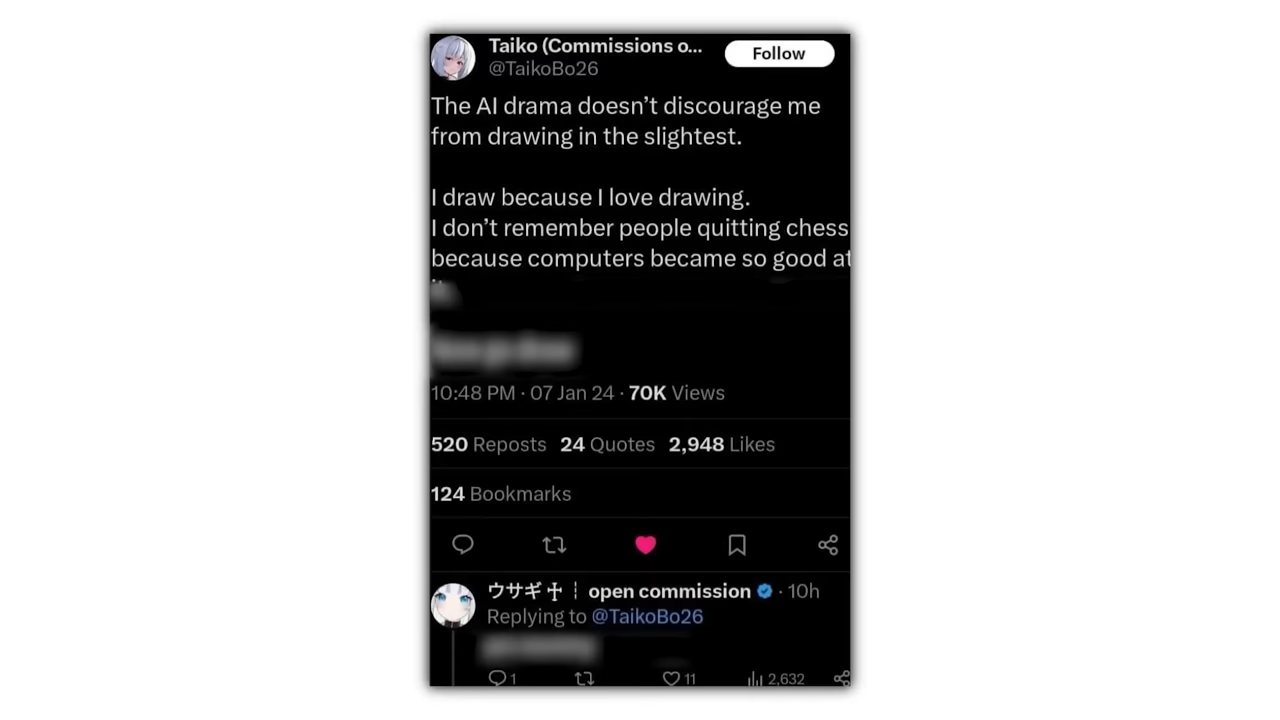 Taiko (Commissions o...
Follow
@TaikoBo26
The AI drama doesn't discourage me
from drawing in the slightest.
I draw because I love drawing.
I don't remember people quitting chess
because computers became so good at
10:48 PM · 07 Jan 24 · 70K Views
520 Reposts 24 Quotes 2,948 Likes
124 Bookmarks
ウサギ☩ ¦ open commission · 10h
Replying to @TaikoBo26
1 11 2,632